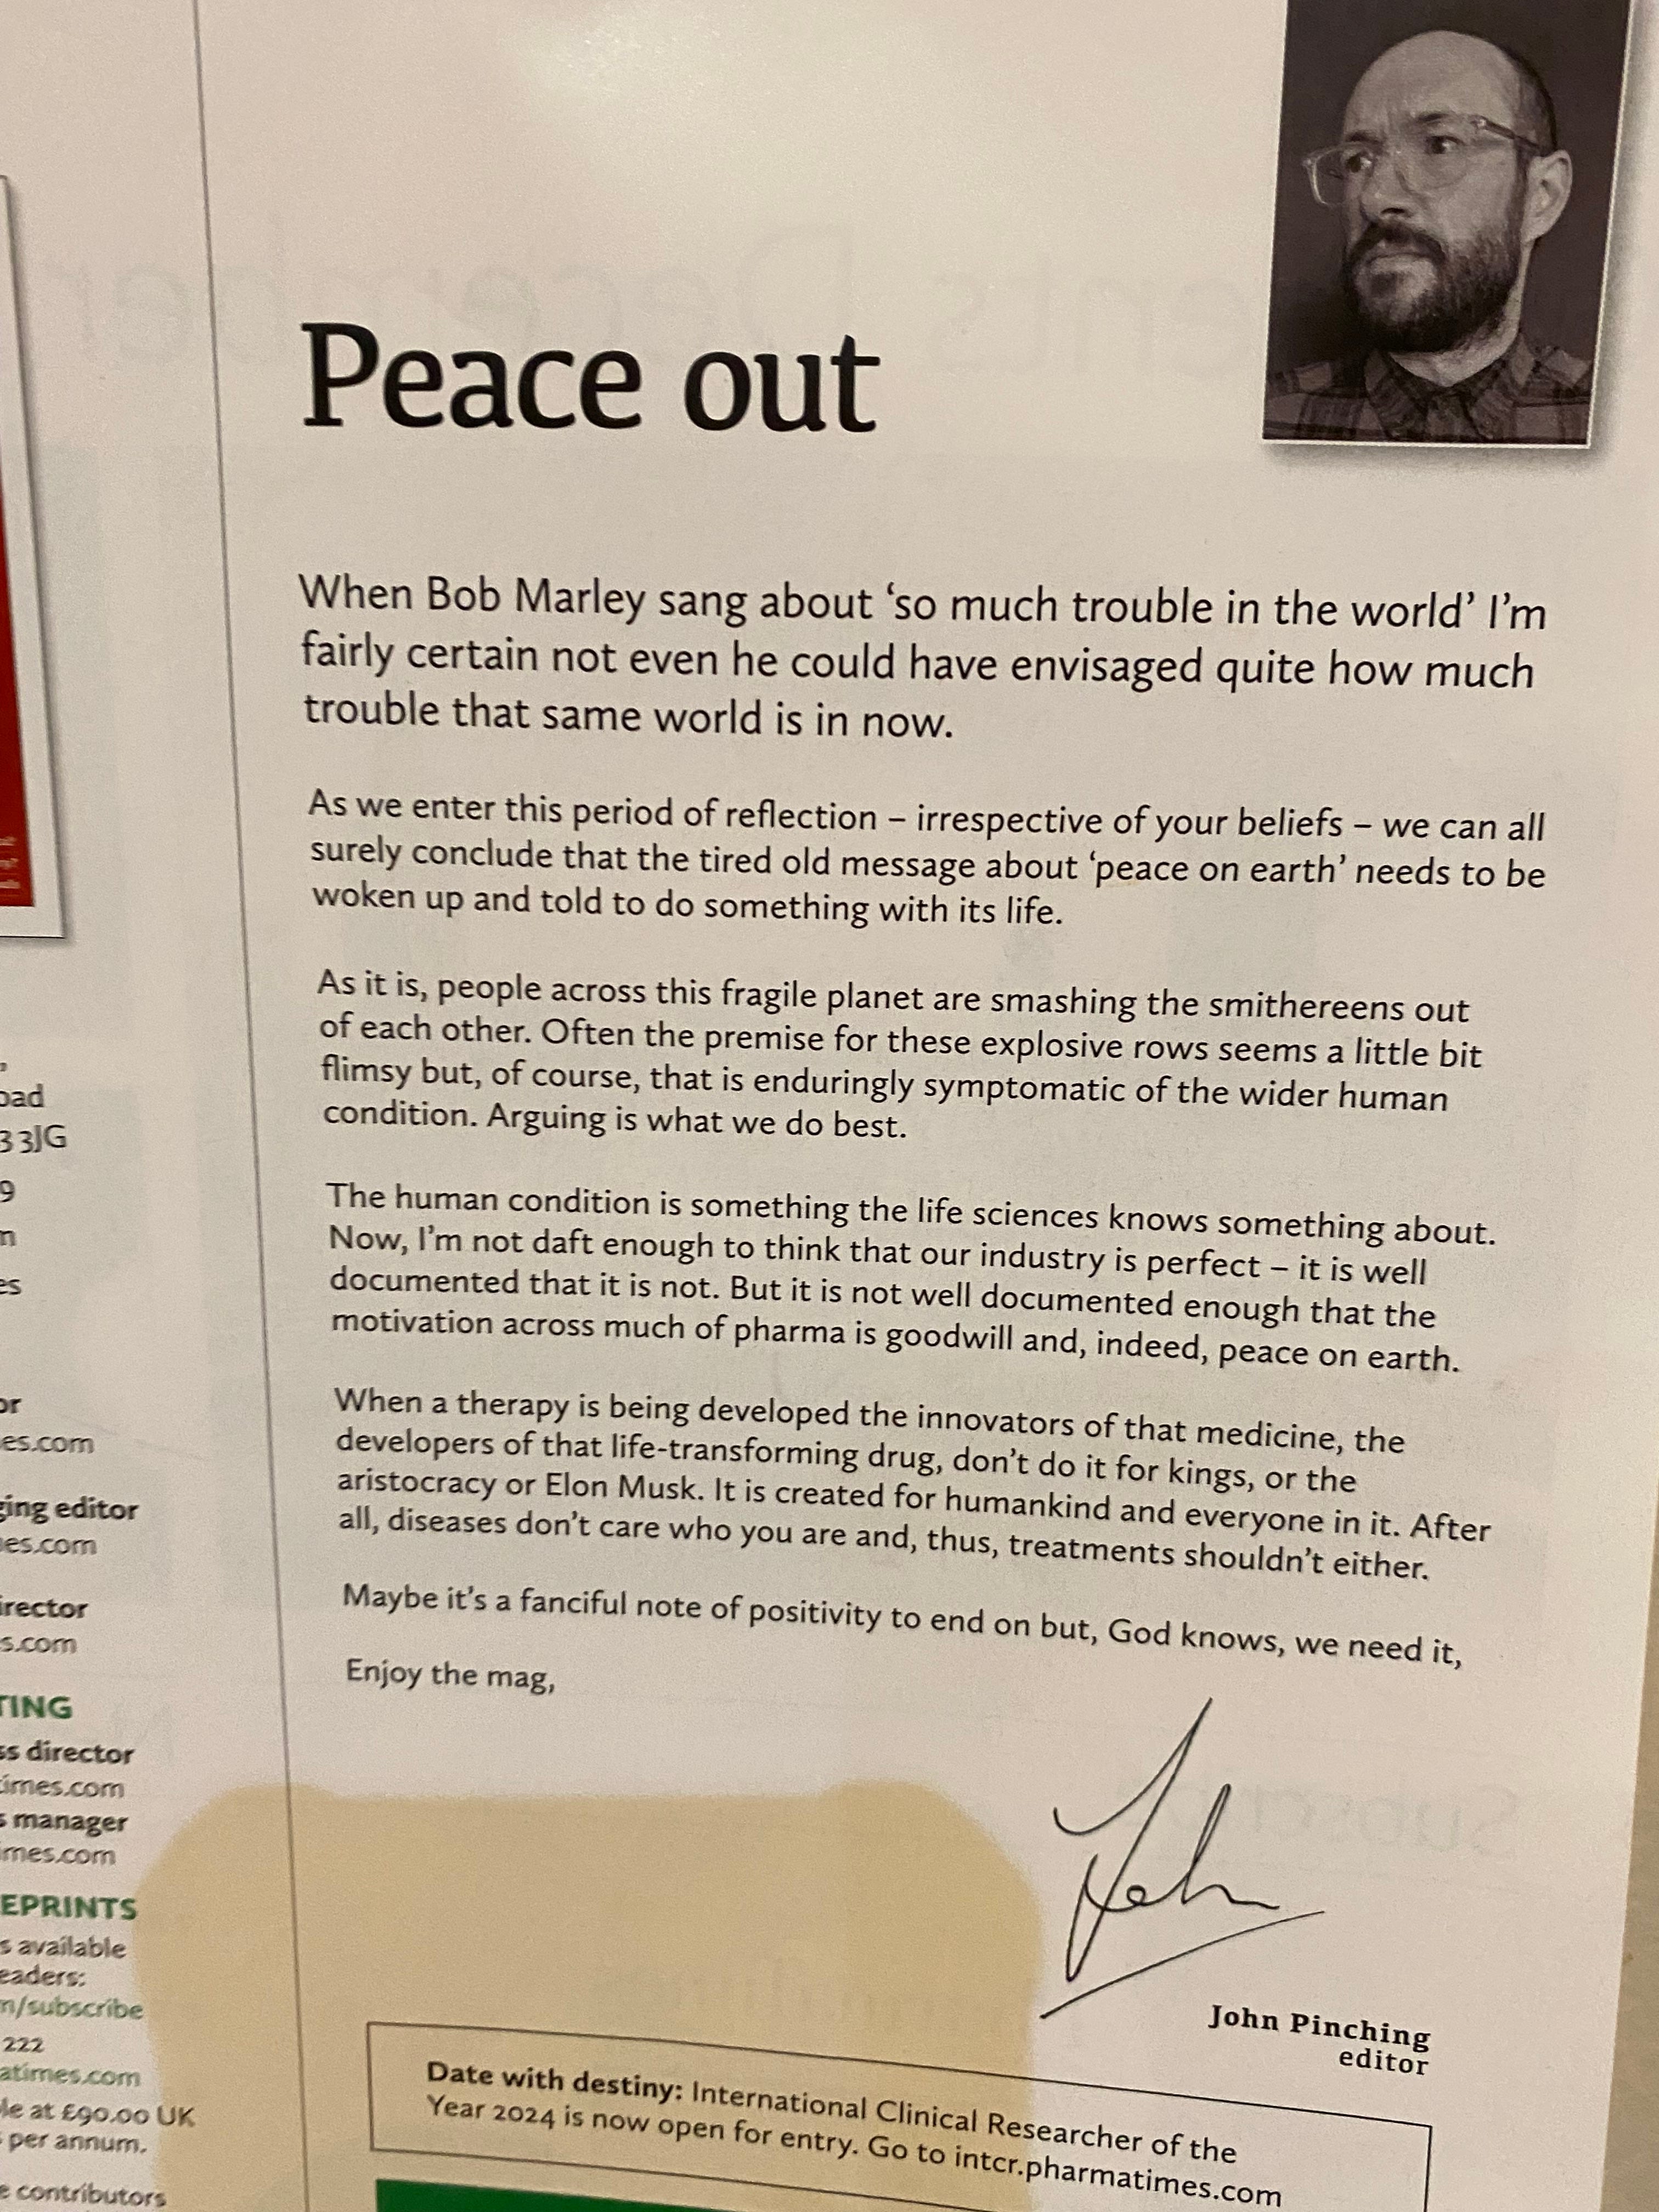 Peace out
When Bob Marley sang about ‘so much trouble in the world’ I’m
fairly certain not even he could have envisaged quite how much
trouble that same world is in now.
As we enter this period of reflection – irrespective of your beliefs – we can all
surely conclude that the tired old message about ‘peace on earth’ needs to be
woken up and told to do something with its life.
As it is, people across this fragile planet are smashing the smithereens out
of each other. Often the premise for these explosive rows seems a little bit
flimsy but, of course, that is enduringly symptomatic of the wider human
condition. Arguing is what we do best.
The human condition is something the life sciences knows something about.
Now, I’m not daft enough to think that our industry is perfect – it is well
documented that it is not. But it is not well documented enough that the
motivation across much of pharma is goodwill and, indeed, peace on earth.
When a therapy is being developed the innovators of that medicine, the
developers of that life-transforming drug, don’t do it for kings, or the
aristocracy or Elon Musk. It is created for humankind and everyone in it. After
all, diseases don’t care who you are and, thus, treatments shouldn’t either.
Maybe it’s a fanciful note of positivity to end on but, God knows, we need it,
Enjoy the mag,
John
John Pinching
editor
Date with destiny: International Clinical Researcher of the
Year 2024 is now open for entry. Go to intcr.pharmatimes.com
oad
3 3JG
9
es
or
es.com
ging editor
es.com
irector
s.com
TING
ss director
times.com
s manager
imes.com
EPRINTS
s available
eaders:
m/subscribe
222
atimes.com
le at £90.00 UK
per annum.
e contributors